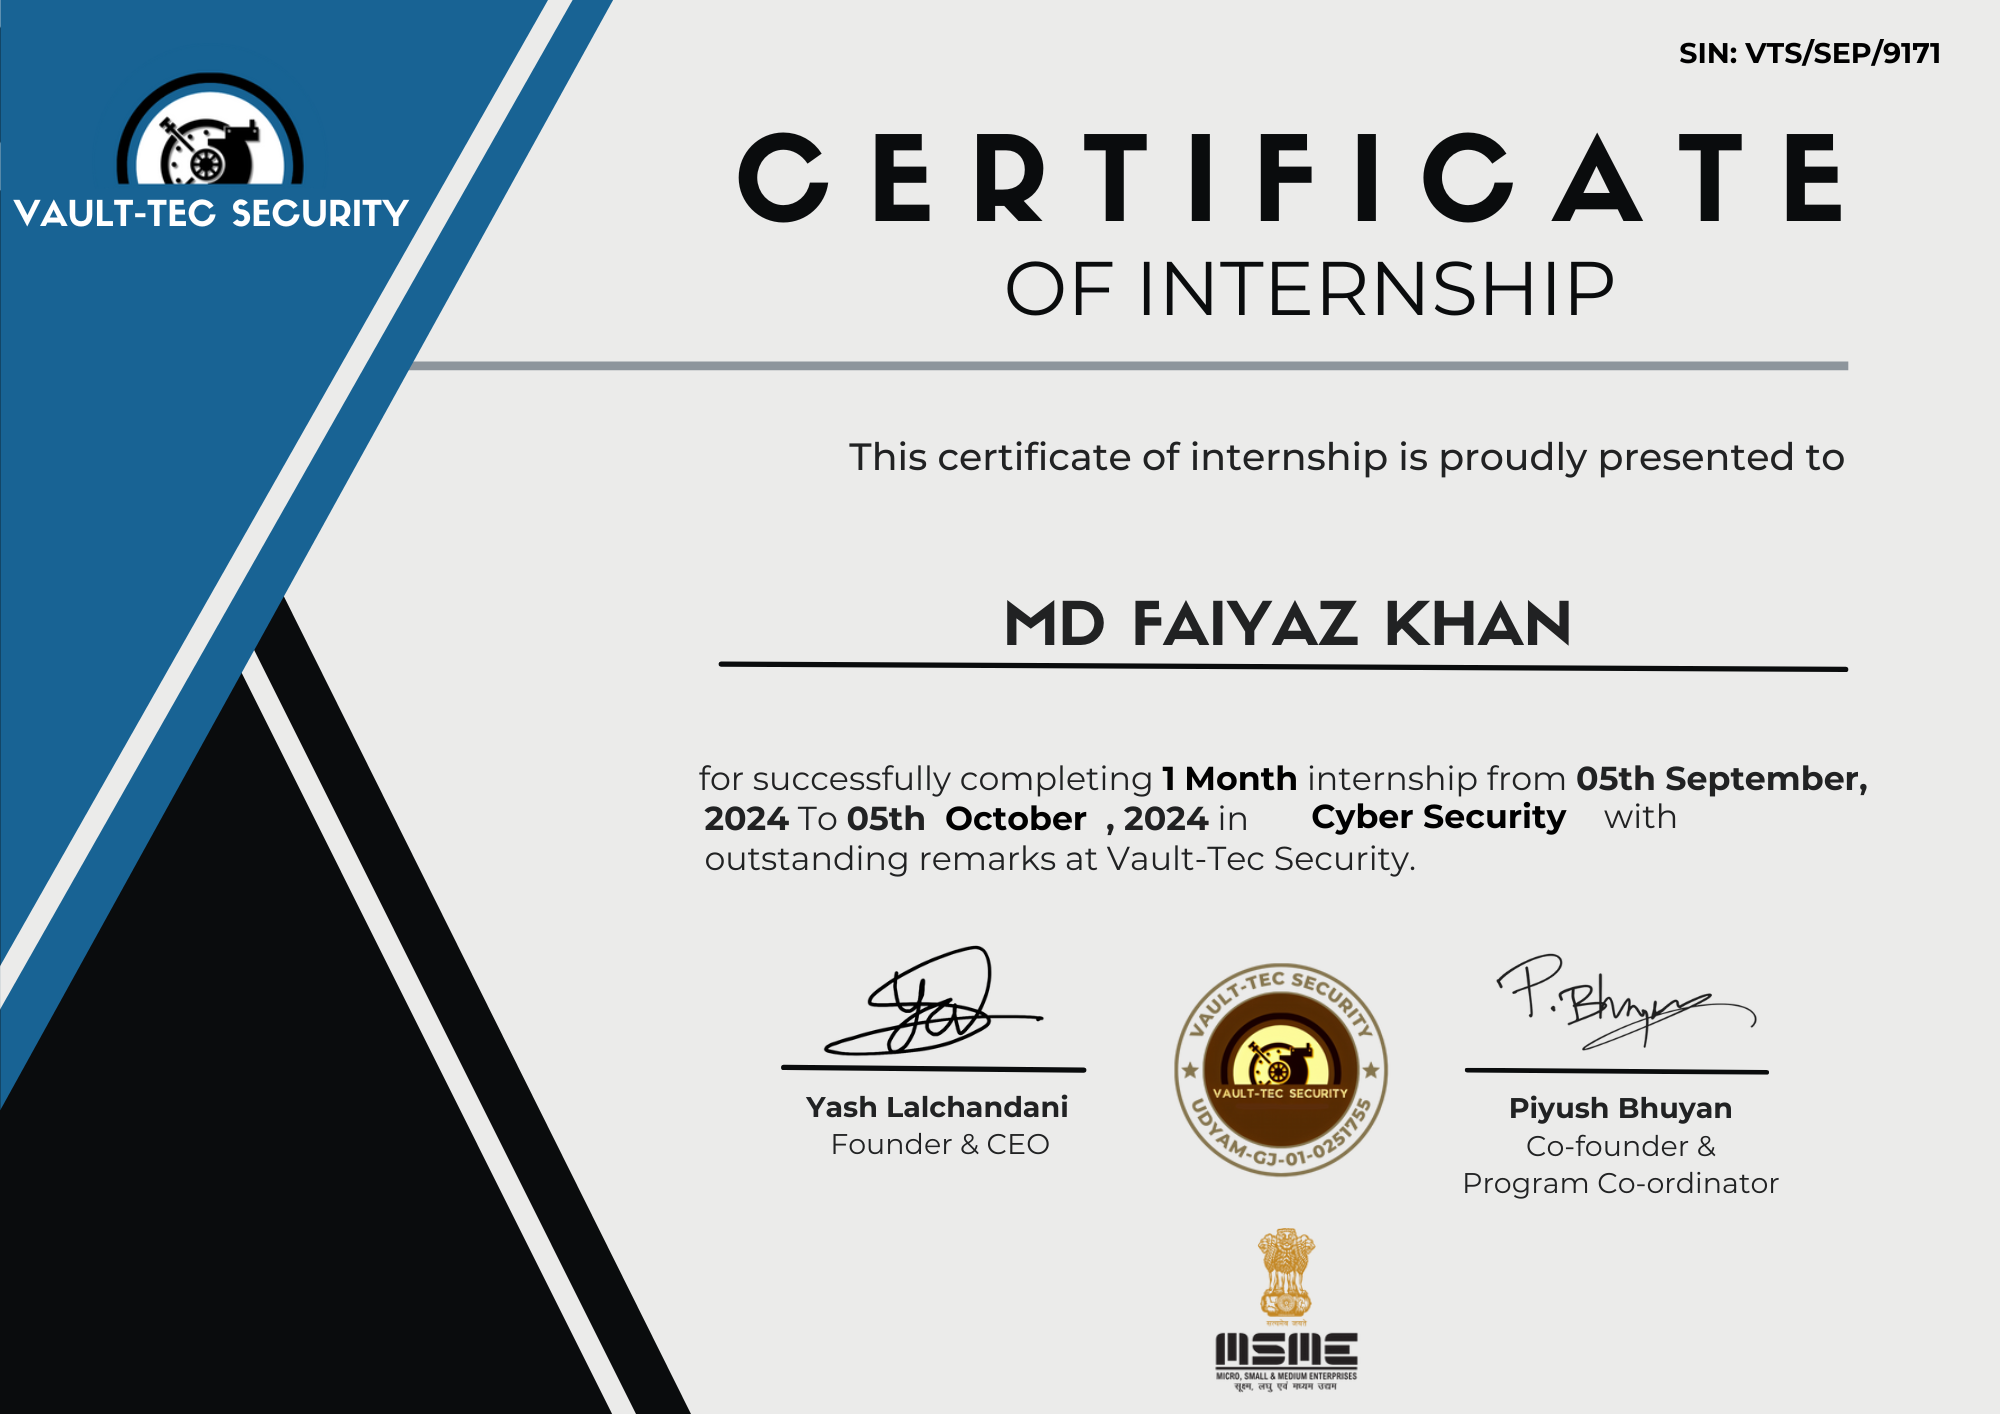 SIN: VTS/SEP/9171
VAULT-TEC SECURITY
CERTIFICATE
OF INTERNSHIP
This certificate of internship is proudly presented to
MD FAIYAZ KHAN
for successfully completing 1 Month internship from 05th September,
2024 To 05th October , 2024 in Cyber Security with
outstanding remarks at Vault-Tec Security.
P. Bhuyan
VAULT-TEC SECURITY
VAULT-TEC SECURITY
UDYAM-GJ-01-0251755
Yash Lalchandani
Founder & CEO
Piyush Bhuyan
Co-founder &
Program Co-ordinator
सत्यमेव जयते
MSME
MICRO, SMALL & MEDIUM ENTERPRISES
सूक्ष्म, लघु एवं मध्यम उद्यम